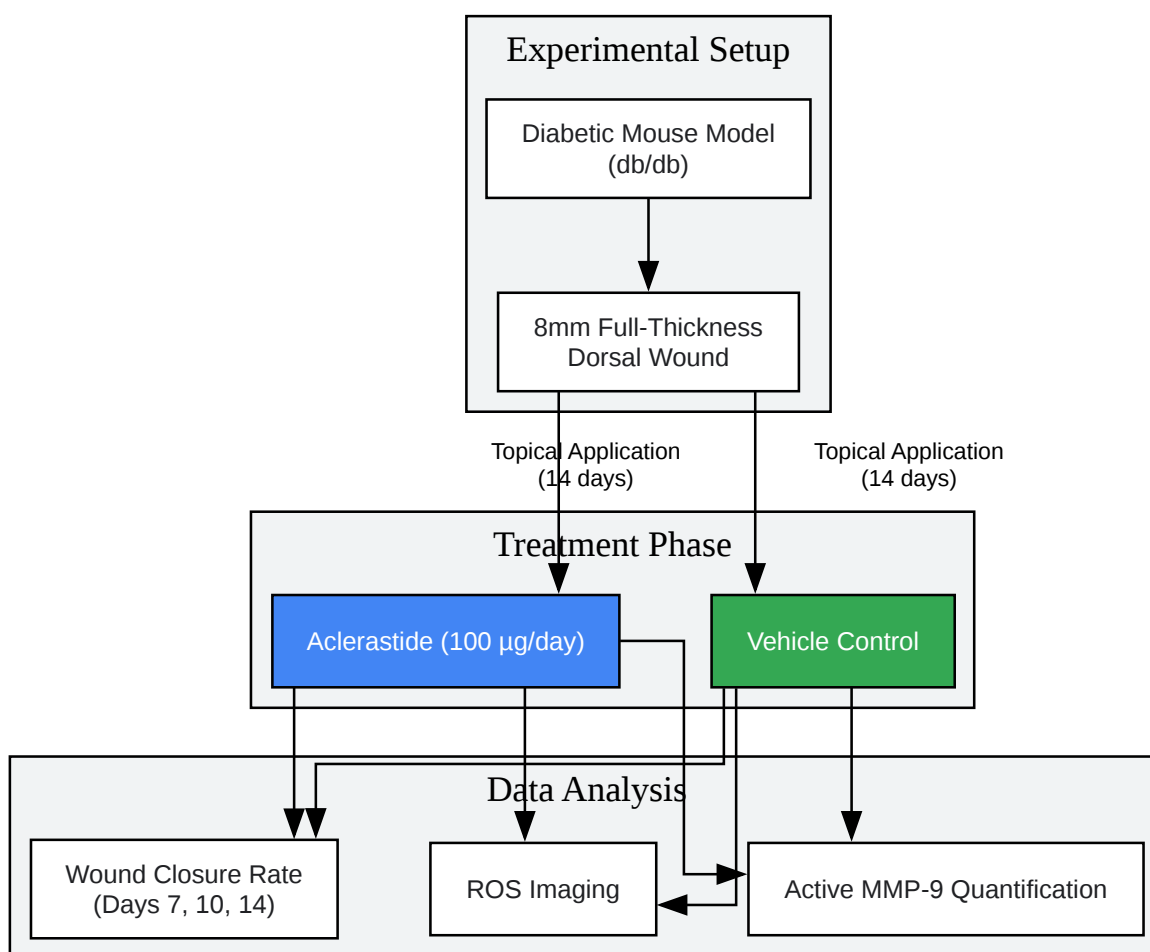 Experimental Setup
Diabetic Mouse Model
(db/db)
8mm Full-Thickness
Dorsal Wound
Topical Application
(14 days)
Topical Application
(14 days)
Treatment Phase
Aclerastide (100 µg/day)
Vehicle Control
Data Analysis
Wound Closure Rate
(Days 7, 10, 14)
ROS Imaging
Active MMP-9 Quantification